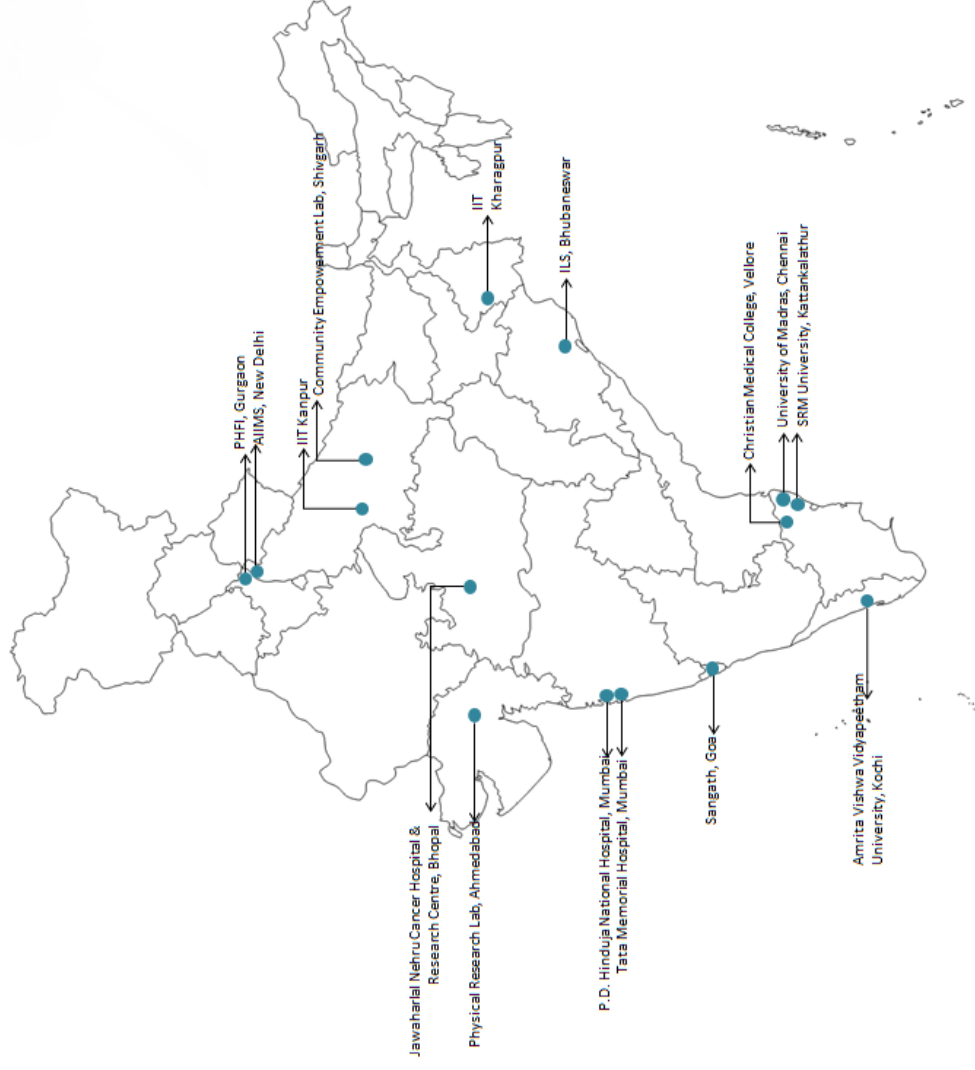 PHFI, Gurgaon
AIIMS, New Delhi
IIT Kanpur
Community Empowerment Lab, Shivgarh
IIT
Kharagpur
ILS, Bhubaneswar
Christian Medical College, Vellore
University of Madras, Chennai
SRM University, Kattankalathur
Jawaharlal Nehru Cancer Hospital &
Research Centre, Bhopal
Physical Research Lab, Ahmedabad
P.D. Hinduja National Hospital, Mumbai
Tata Memorial Hospital, Mumbai
Sangath, Goa
Amrita Vishwa Vidyapeetham
University, Kochi